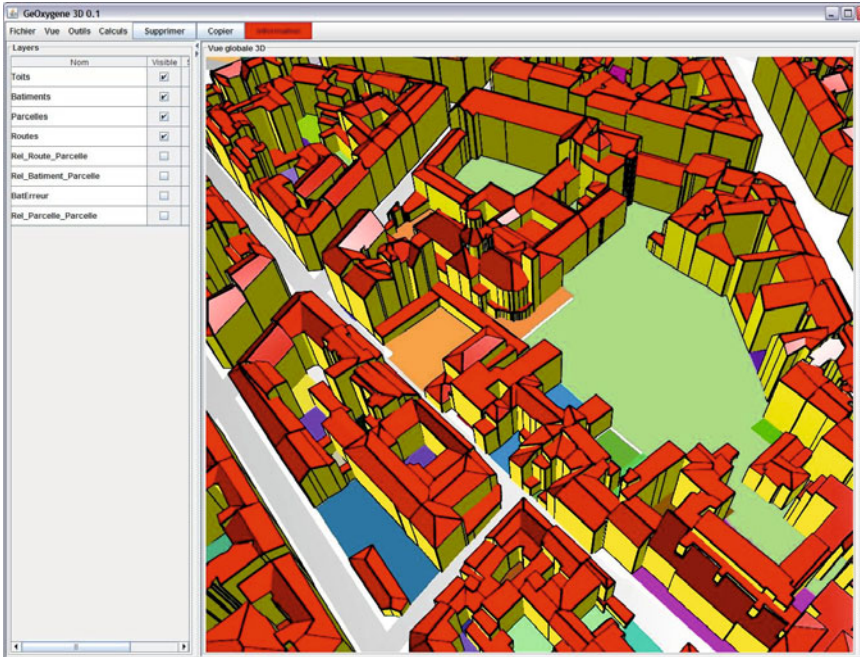 GeOxygene 3D 0.1
Fichier Vue Outils Calculs Supprimer Copier Information
Layers
Vue globale 3D
Nom Visible S
Toits
Batiments
Parcelles
Routes
Rel_Route_Parcelle
Rel_Batiment_Parcelle
BatErreur
Rel_Parcelle_Parcelle